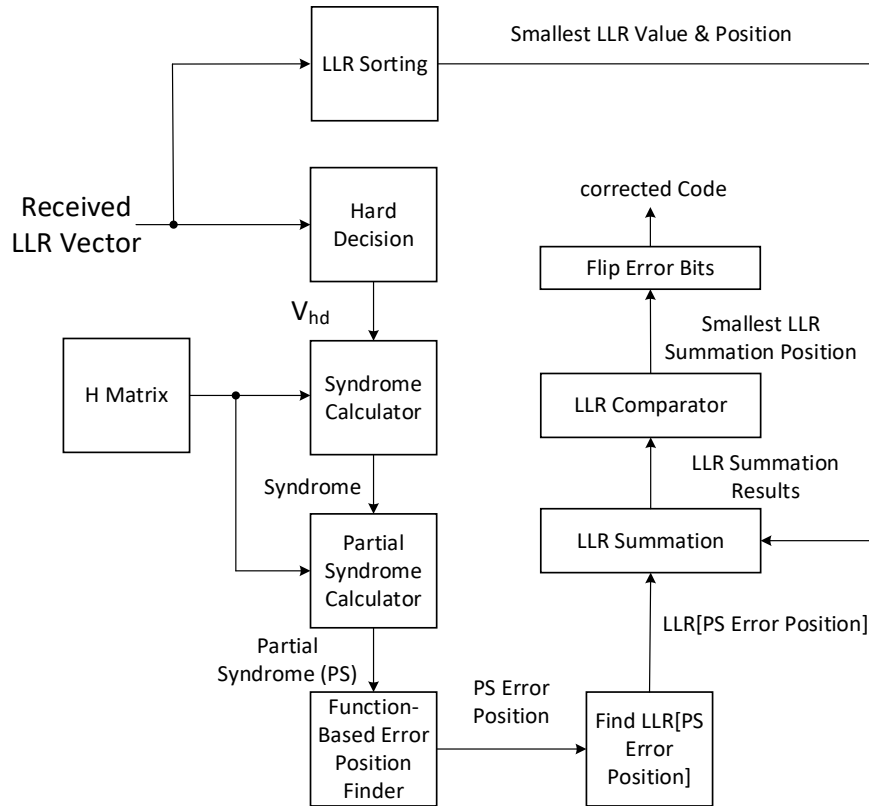 Smallest LLR Value & Position
LLR Sorting
Received
LLR Vector
Hard
Decision
corrected Code
Flip Error Bits
V_hd
Smallest LLR
Summation Position
H Matrix
Syndrome
Calculator
LLR Comparator
Syndrome
LLR Summation
Results
Partial
Syndrome
Calculator
LLR Summation
Partial
Syndrome (PS)
LLR[PS Error Position]
PS Error
Position
Function-
Based Error
Position
Finder
Find LLR[PS
Error
Position]